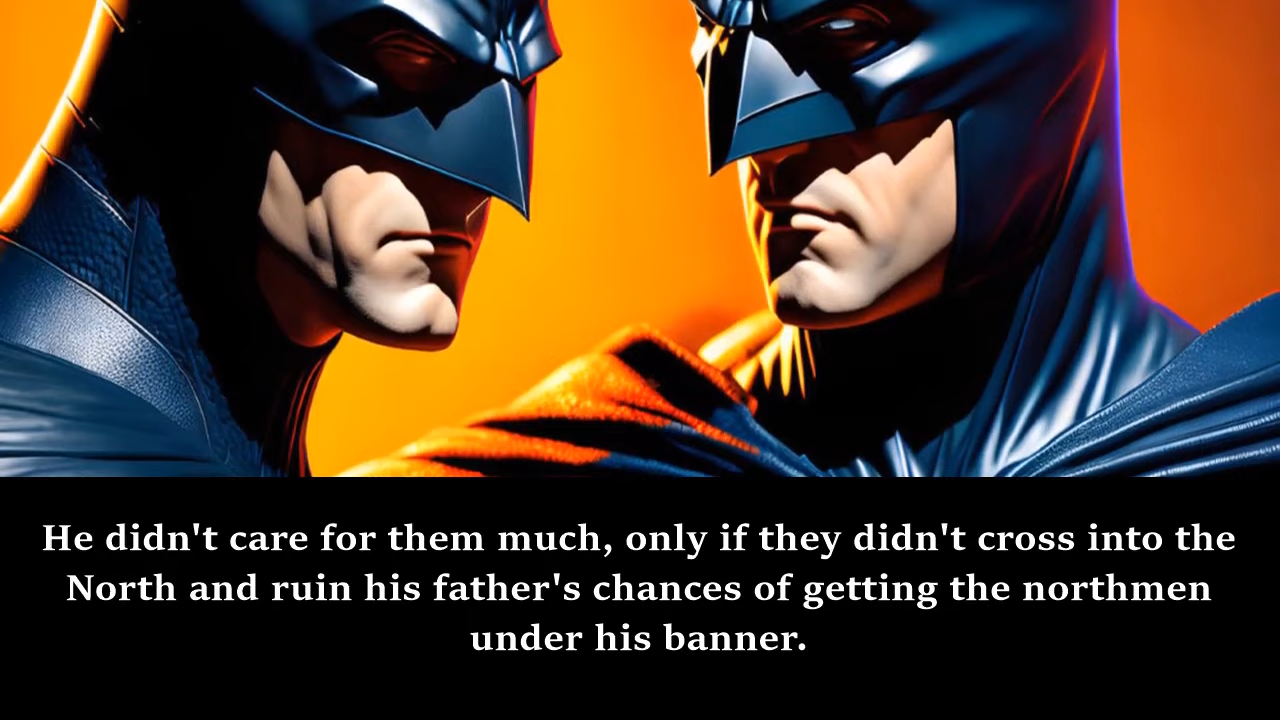 He didn't care for them much, only if they didn't cross into the
North and ruin his father's chances of getting the northmen
under his banner.